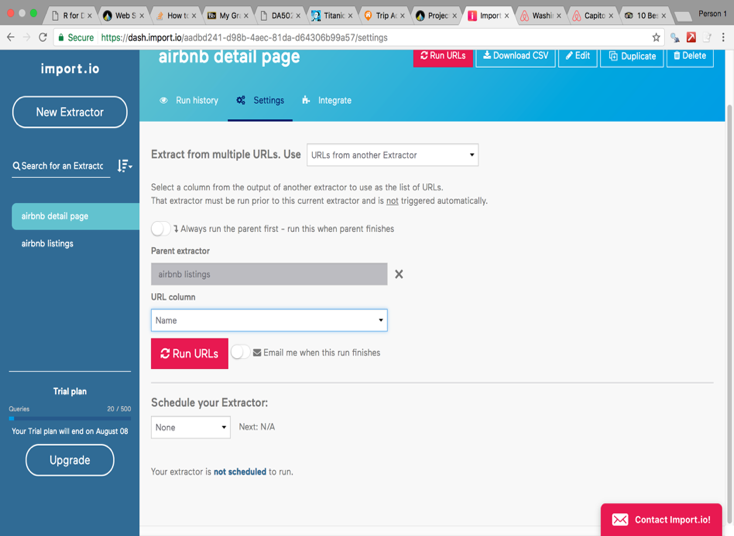 R for D
Web S
How to
My Gr
DA507
Titanic
Trip Ad
Project
Import
Washin
Capito
10 Bes
Person 1
Secure https://dash.import.io/aadbd241-d98b-4aec-81da-d64306b99a57/settings
import.io
airbnb detail page
Run URLs
Download CSV
Edit
Duplicate
Delete
New Extractor
Run history
Settings
Integrate
Search for an Extractc
Extract from multiple URLs. Use URLs from another Extractor
Select a column from the output of another extractor to use as the list of URLs.
That extractor must be run prior to this current extractor and is not triggered automatically.
airbnb detail page
airbnb listings
Always run the parent first - run this when parent finishes
Parent extractor
airbnb listings
URL column
Name
Run URLs
Email me when this run finishes
Trial plan
Queries 20 / 500
Your Trial plan will end on August 08
Upgrade
Schedule your Extractor:
None
Next: N/A
Your extractor is not scheduled to run.
Contact Import.io!